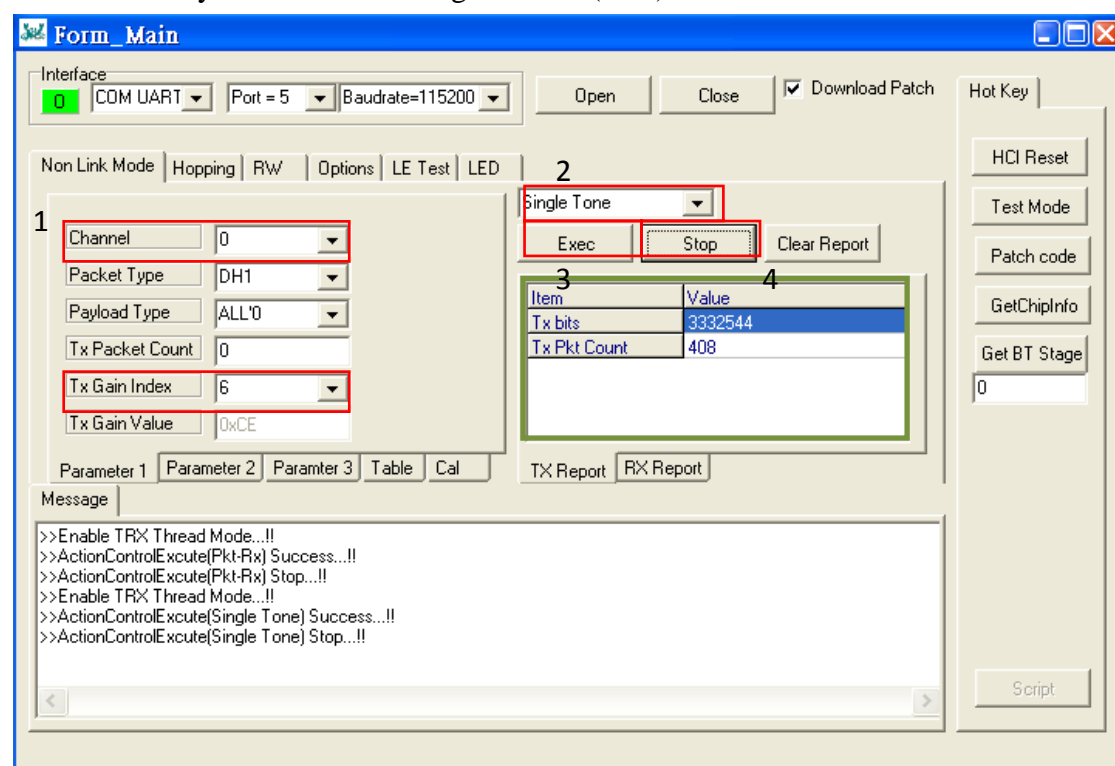 Form_Main
Interface
0 COM UART Port = 5 Baudrate=115200 Open Close Download Patch
Hot Key
Non Link Mode Hopping RW Options LE Test LED
HCI Reset
2
Single Tone
Test Mode
1
Channel 0
Exec Stop Clear Report
Patch code
3 4
Packet Type DH1
Item Value
Payload Type ALL'0
Tx bits 3332544
GetChipInfo
Tx Packet Count 0
Tx Pkt Count 408
Get BT Stage
Tx Gain Index 6
0
Tx Gain Value 0xCE
Parameter 1 Parameter 2 Paramter 3 Table Cal
TX Report RX Report
Message
>>Enable TRX Thread Mode...!!
>>ActionControlExcute(Pkt-Rx) Success...!!
>>ActionControlExcute(Pkt-Rx) Stop...!!
>>Enable TRX Thread Mode...!!
>>ActionControlExcute(Single Tone) Success...!!
>>ActionControlExcute(Single Tone) Stop...!!
Script